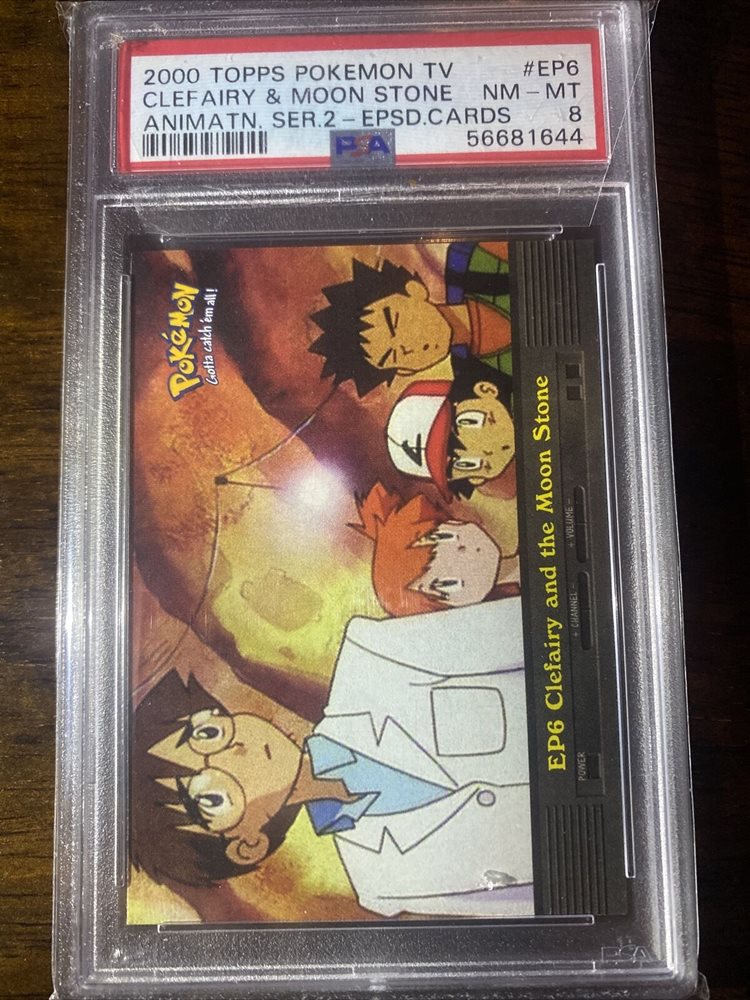 2000 TOPPS POKEMON TV #EP6
CLEFAIRY & MOON STONE NM - MT
ANIMATN. SER.2 - EPSD.CARDS 8
PSA 56681644
POKéMON
Gotta catch 'em all!
EP6 Clefairy and the Moon Stone
POWER + CHANNEL - + VOLUME -
PSA